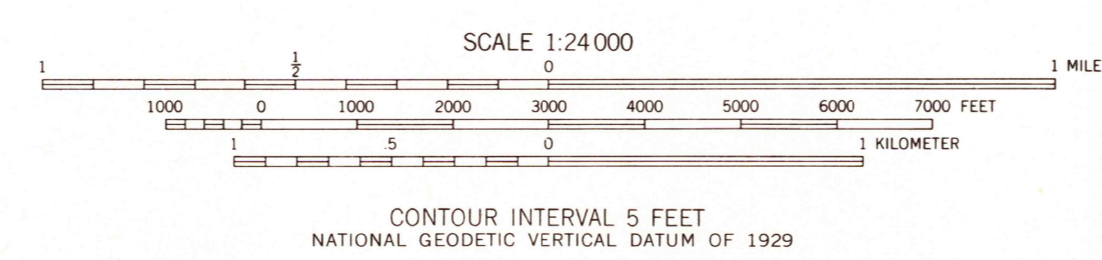 SCALE 1:24 000
1 1/2 0 1 MILE
1000 0 1000 2000 3000 4000 5000 6000 7000 FEET
1 .5 0 1 KILOMETER
CONTOUR INTERVAL 5 FEET
NATIONAL GEODETIC VERTICAL DATUM OF 1929